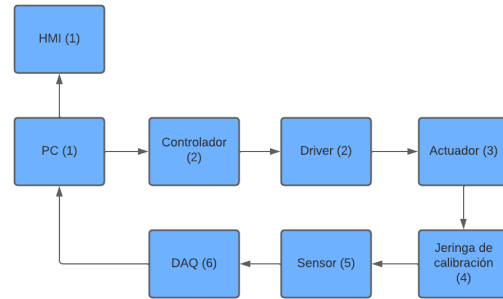 HMI (1)
PC (1)
Controlador
(2)
Driver (2)
Actuador (3)
DAQ (6)
Sensor (5)
Jeringa de
calibración
(4)